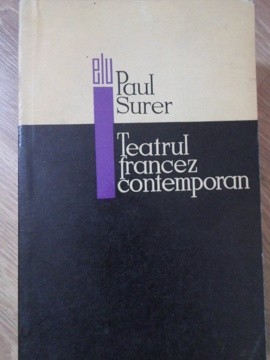 elu
Paul
Surer
Teatrul
francez
contemporan